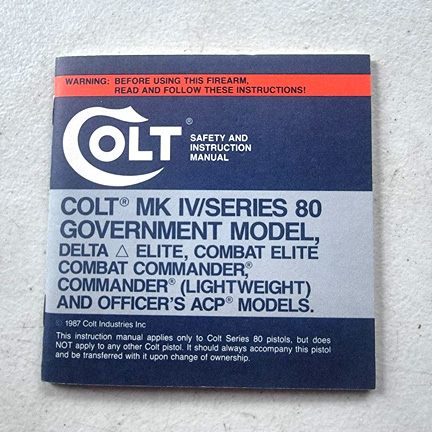 WARNING: BEFORE USING THIS FIREARM,
READ AND FOLLOW THESE INSTRUCTIONS!
COLT®
SAFETY AND
INSTRUCTION
MANUAL
COLT® MK IV/SERIES 80
GOVERNMENT MODEL,
DELTA △ ELITE, COMBAT ELITE
COMBAT COMMANDER,®
COMMANDER® (LIGHTWEIGHT)
AND OFFICER'S ACP® MODELS.
© 1987 Colt Industries Inc
This instruction manual applies only to Colt Series 80 pistols, but does
NOT apply to any other Colt pistol. It should always accompany this pistol
and be transferred with it upon change of ownership.